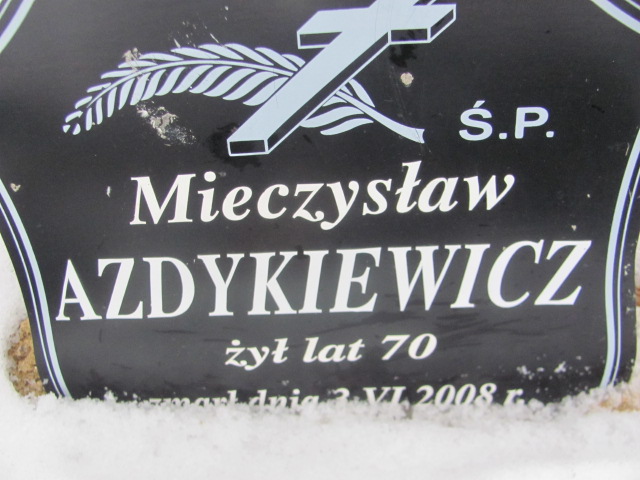 Ś.P.
Mieczysław
AZDYKIEWICZ
żył lat 70
zmarł dnia 3 VI 2008 r.